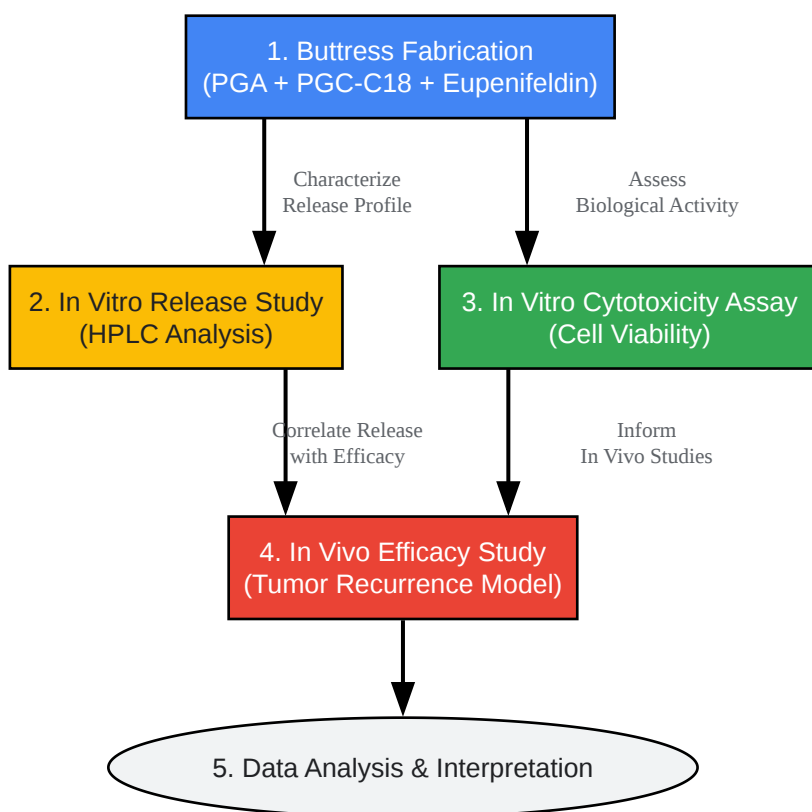 1. Buttress Fabrication
(PGA + PGC-C18 + Eupenifeldin)
Characterize
Release Profile
Assess
Biological Activity
2. In Vitro Release Study
(HPLC Analysis)
3. In Vitro Cytotoxicity Assay
(Cell Viability)
Correlate Release
with Efficacy
Inform
In Vivo Studies
4. In Vivo Efficacy Study
(Tumor Recurrence Model)
5. Data Analysis & Interpretation